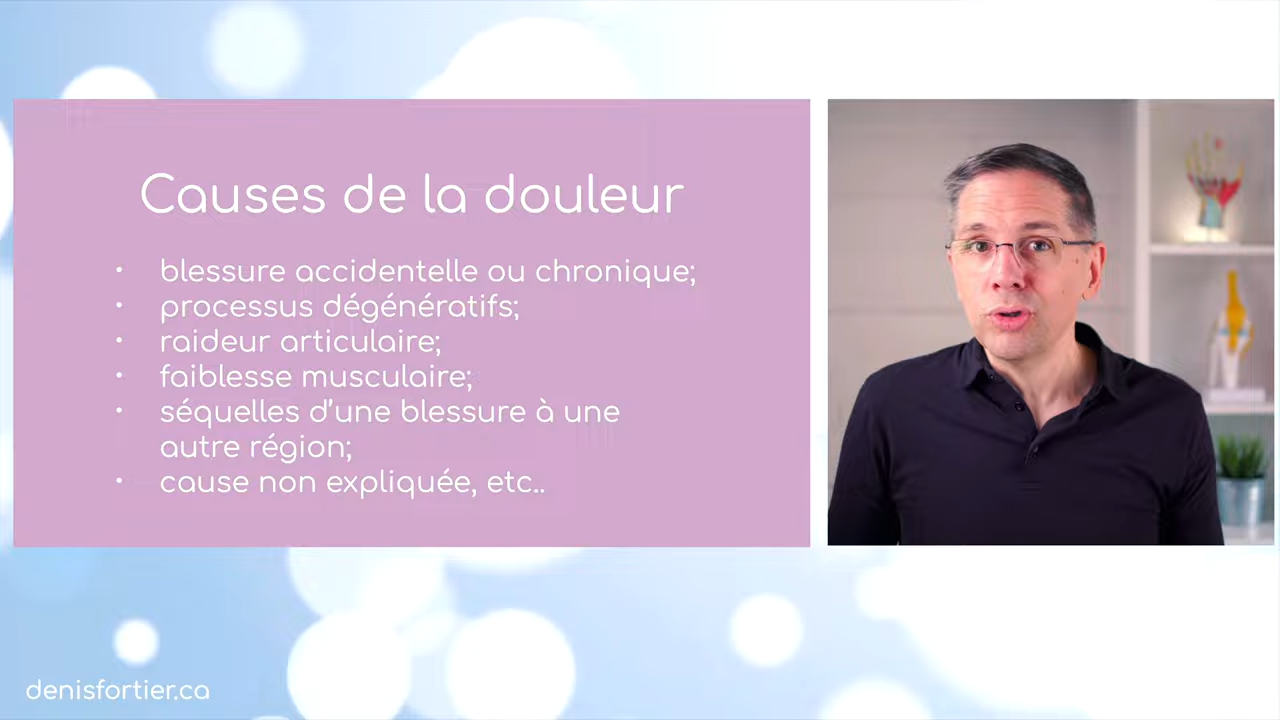 Causes de la douleur
• blessure accidentelle ou chronique;
• processus dégénératifs;
• raideur articulaire;
• faiblesse musculaire;
• séquelles d'une blessure à une
autre région;
• cause non expliquée, etc..
denisfortier.ca